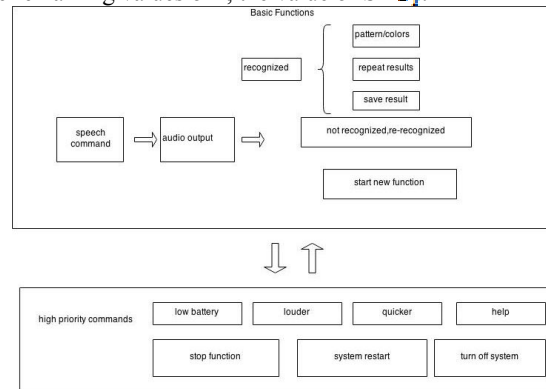 Basic Functions
pattern/colors
recognized
repeat results
save result
speech
command
audio output
not recognized,re-recognized
start new function
high priority commands
low battery
louder
quicker
help
stop function
system restart
turn off system